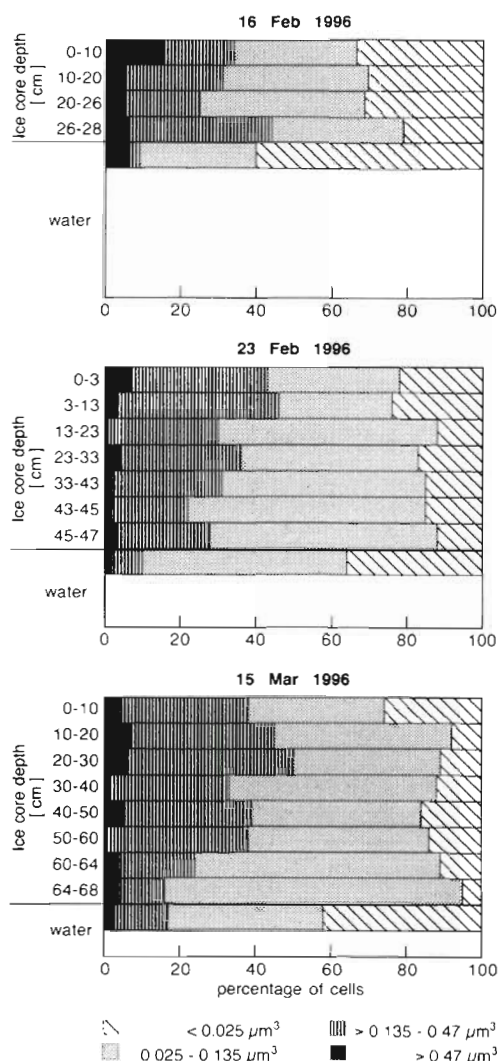 16 Feb 1996
Ice core depth
[ cm ]
0-10
10-20
20-26
26-28
water
0 20 40 60 80 100
23 Feb 1996
Ice core depth
[ cm ]
0-3
3-13
13-23
23-33
33-43
43-45
45-47
water
0 20 40 60 80 100
15 Mar 1996
Ice core depth
[ cm ]
0-10
10-20
20-30
30-40
40-50
50-60
60-64
64-68
water
0 20 40 60 80 100
percentage of cells
< 0.025 µm³ > 0 135 - 0 47 µm³
0 025 - 0 135 µm³ > 0 47 µm³